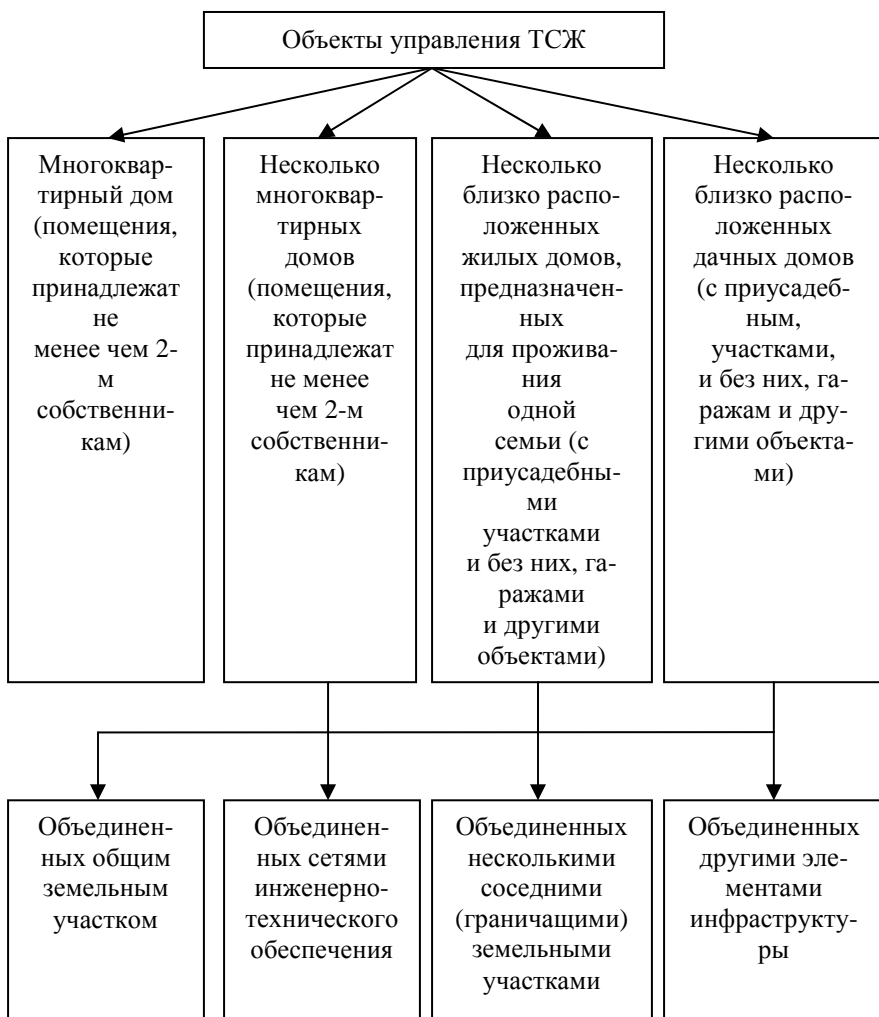 Объекты управления ТСЖ
Многоквар-
тирный дом
(помещения,
которые
принадлежат
не
менее чем 2-
м
собственни-
кам)
Несколько
многоквар-
тирных
домов
(помещения,
которые
принадлежат
не менее
чем 2-м
собственни-
кам)
Несколько
близко распо-
ложенных
жилых домов,
предназначен-
ных
для прожива-
ния
одной
семьи (с
приусадебны-
ми
участками
и без них, га-
ражами
и другими
объектами)
Несколько
близко распо-
ложенных
дачных домов
(с приусадеб-
ным,
участками,
и без них, га-
ражам и дру-
гими объекта-
ми)
Объединен-
ных общим
земельным
участком
Объединен-
ных сетями
инженерно-
технического
обеспечения
Объединенных
несколькими
соседними
(граничащими)
земельными
участками
Объединенных
другими эле-
ментами
инфраструкту-
ры